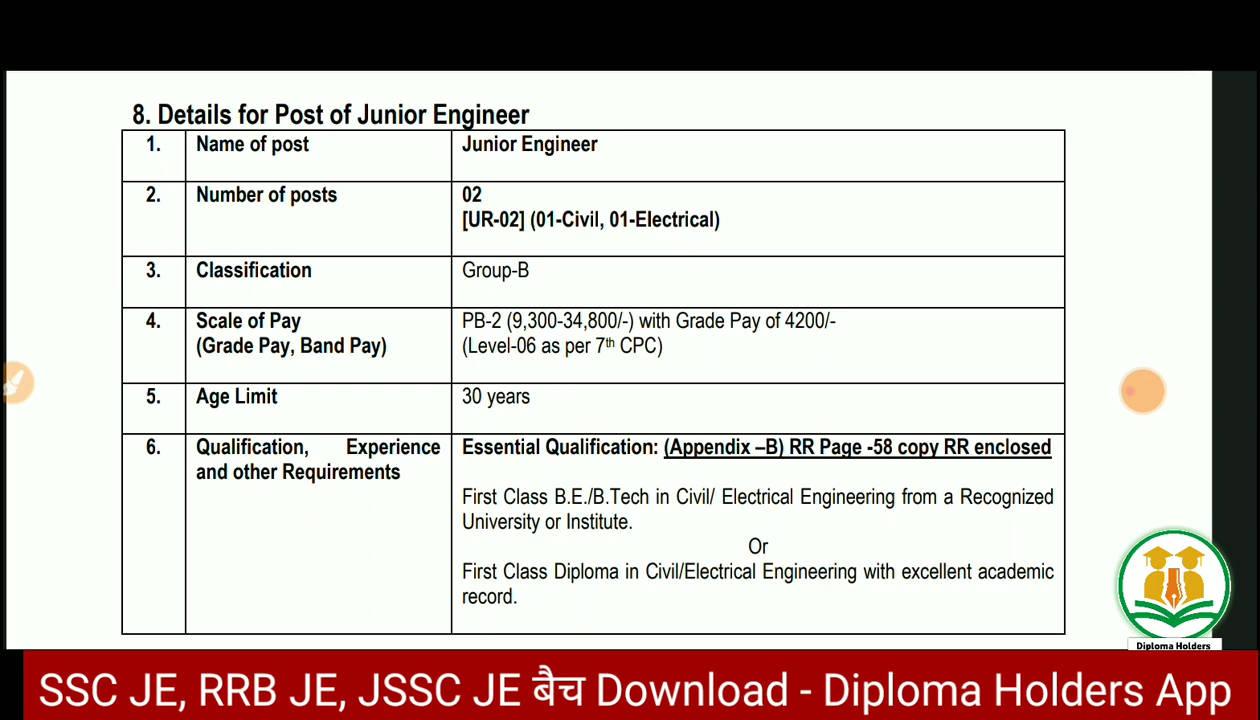 8. Details for Post of Junior Engineer
1. Name of post Junior Engineer
2. Number of posts 02
[UR-02] (01-Civil, 01-Electrical)
3. Classification Group-B
4. Scale of Pay PB-2 (9,300-34,800/-) with Grade Pay of 4200/-
(Grade Pay, Band Pay) (Level-06 as per 7th CPC)
5. Age Limit 30 years
6. Qualification, Experience Essential Qualification: (Appendix –B) RR Page -58 copy RR enclosed
and other Requirements
First Class B.E./B.Tech in Civil/ Electrical Engineering from a Recognized
University or Institute.
Or
First Class Diploma in Civil/Electrical Engineering with excellent academic
record.
Diploma Holders
SSC JE, RRB JE, JSSC JE बैच Download - Diploma Holders App